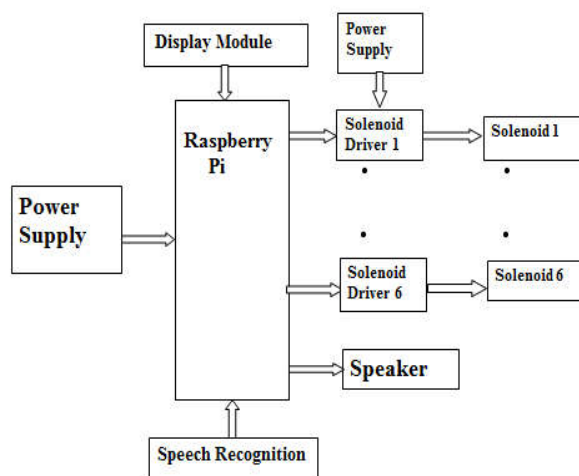 Display Module
Power
Supply
Raspberry
Pi
Solenoid
Driver 1
Solenoid 1
Power
Supply
Solenoid
Driver 6
Solenoid 6
Speaker
Speech Recognition